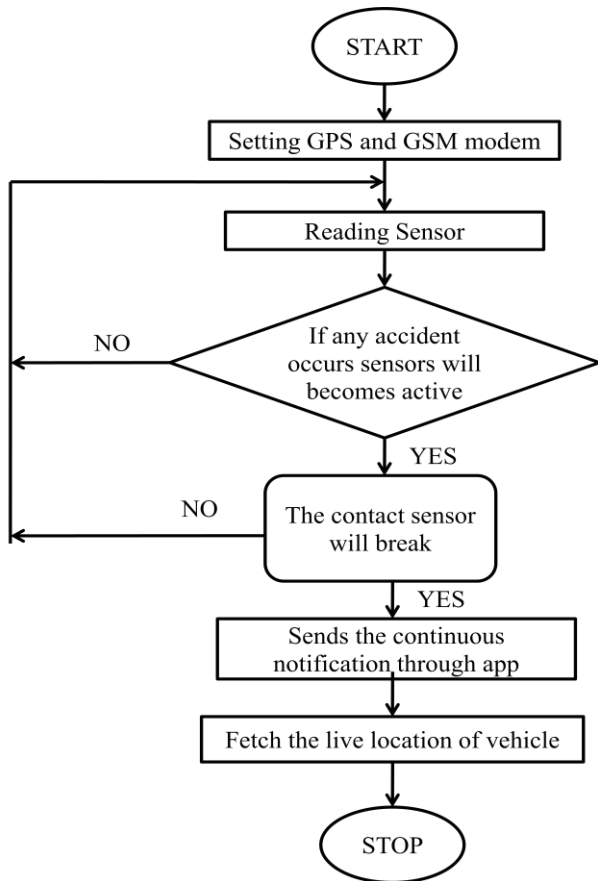 START
Setting GPS and GSM modem
Reading Sensor
NO
If any accident
occurs sensors will
becomes active
YES
NO
The contact sensor
will break
YES
Sends the continuous
notification through app
Fetch the live location of vehicle
STOP